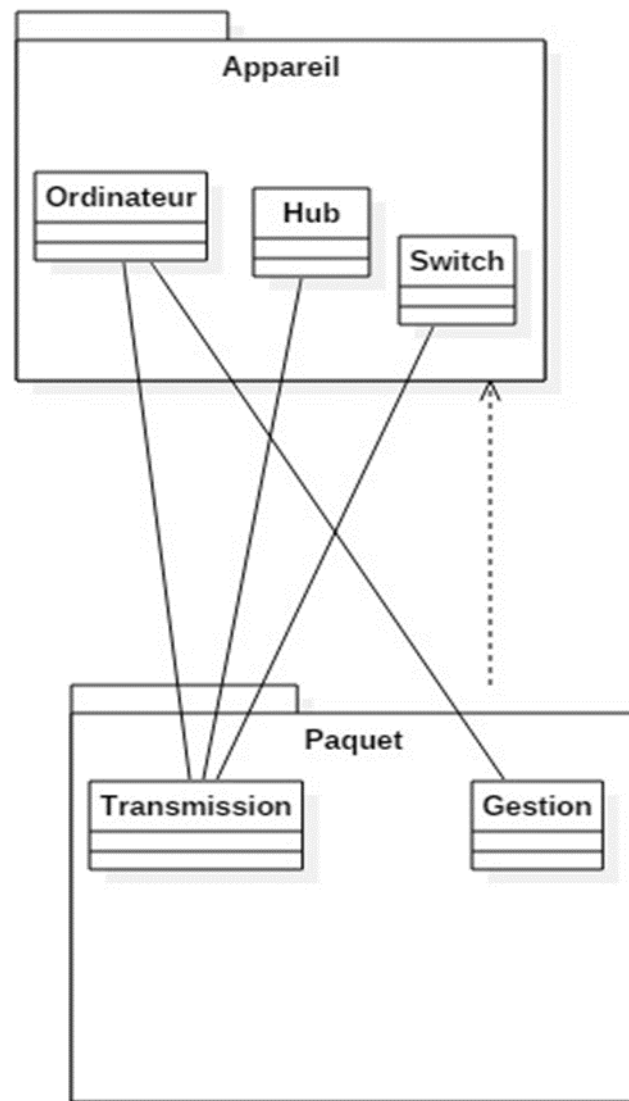 Appareil
Ordinateur
Hub
Switch
Paquet
Transmission
Gestion